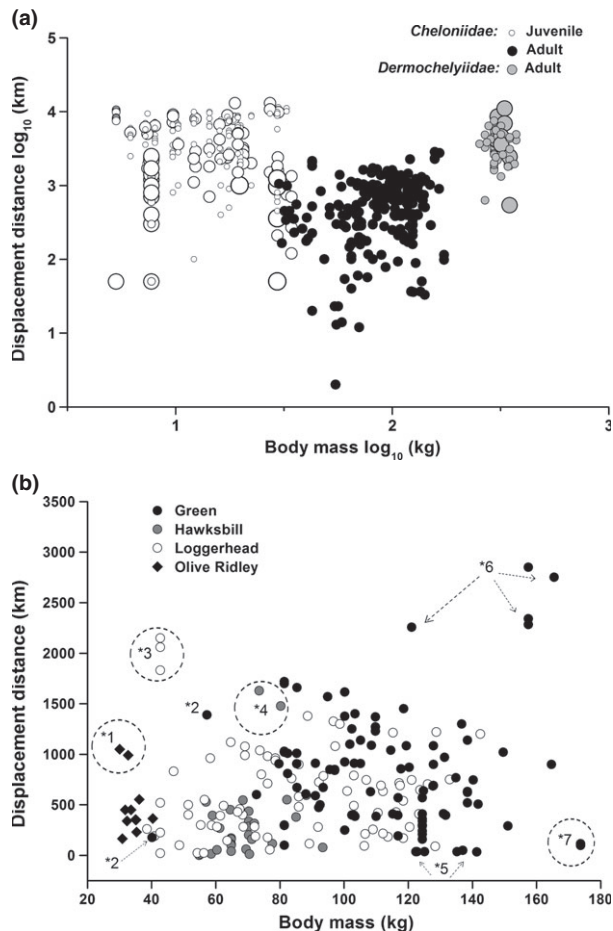 (a)
Cheloniidae: Juvenile
Adult
Dermochelyiidae: Adult
Displacement distance log10 (km)
5
4
3
2
1
0
1 2 3
Body mass log10 (kg)
(b)
Green
Hawksbill
Loggerhead
Olive Ridley
Displacement distance (km)
3500
3000
2500
2000
1500
1000
500
0
*6
*3
*2
*4
*1
*2
*5
*7
20 40 60 80 100 120 140 160 180
Body mass (kg)